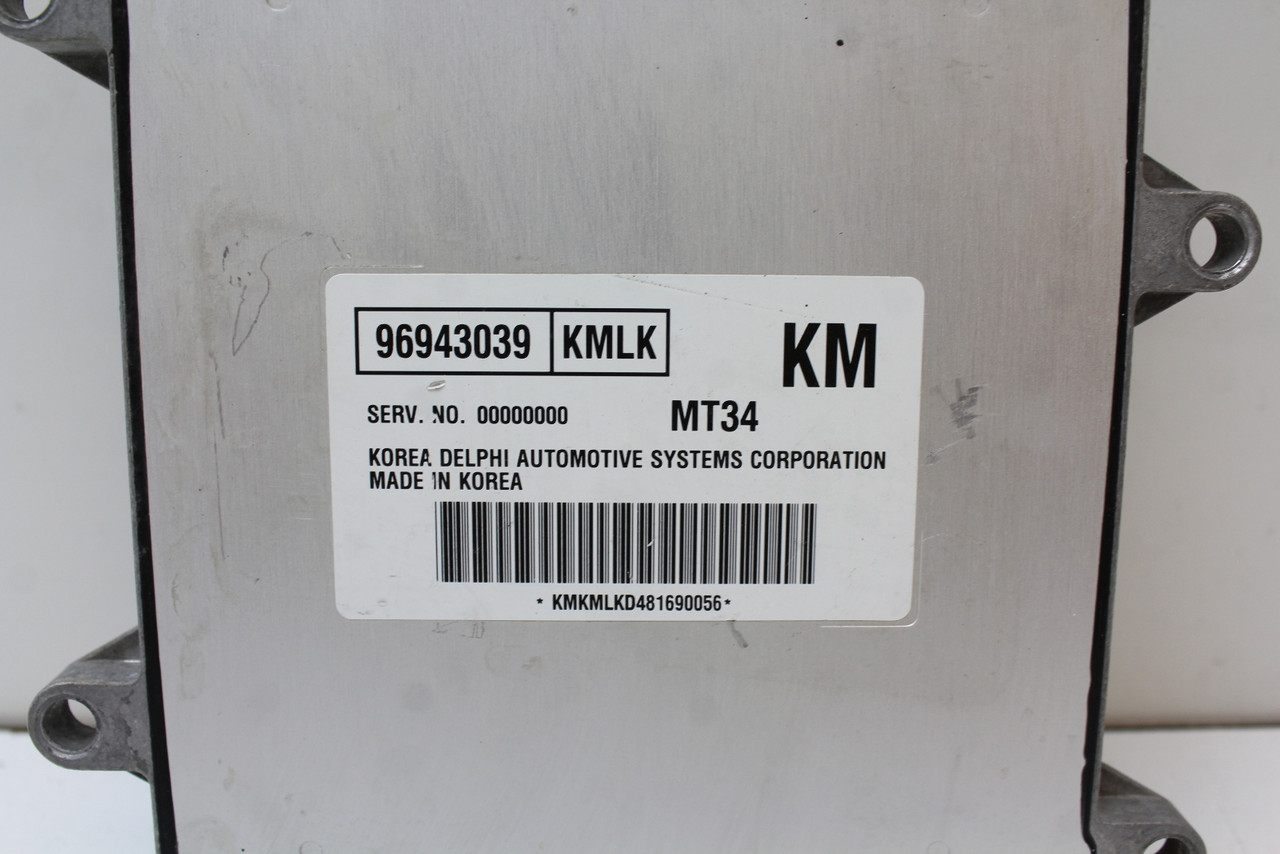 96943039 KMLK KM
SERV. NO. 00000000 MT34
KOREA DELPHI AUTOMOTIVE SYSTEMS CORPORATION
MADE IN KOREA
* KMKMLKD481690056 *